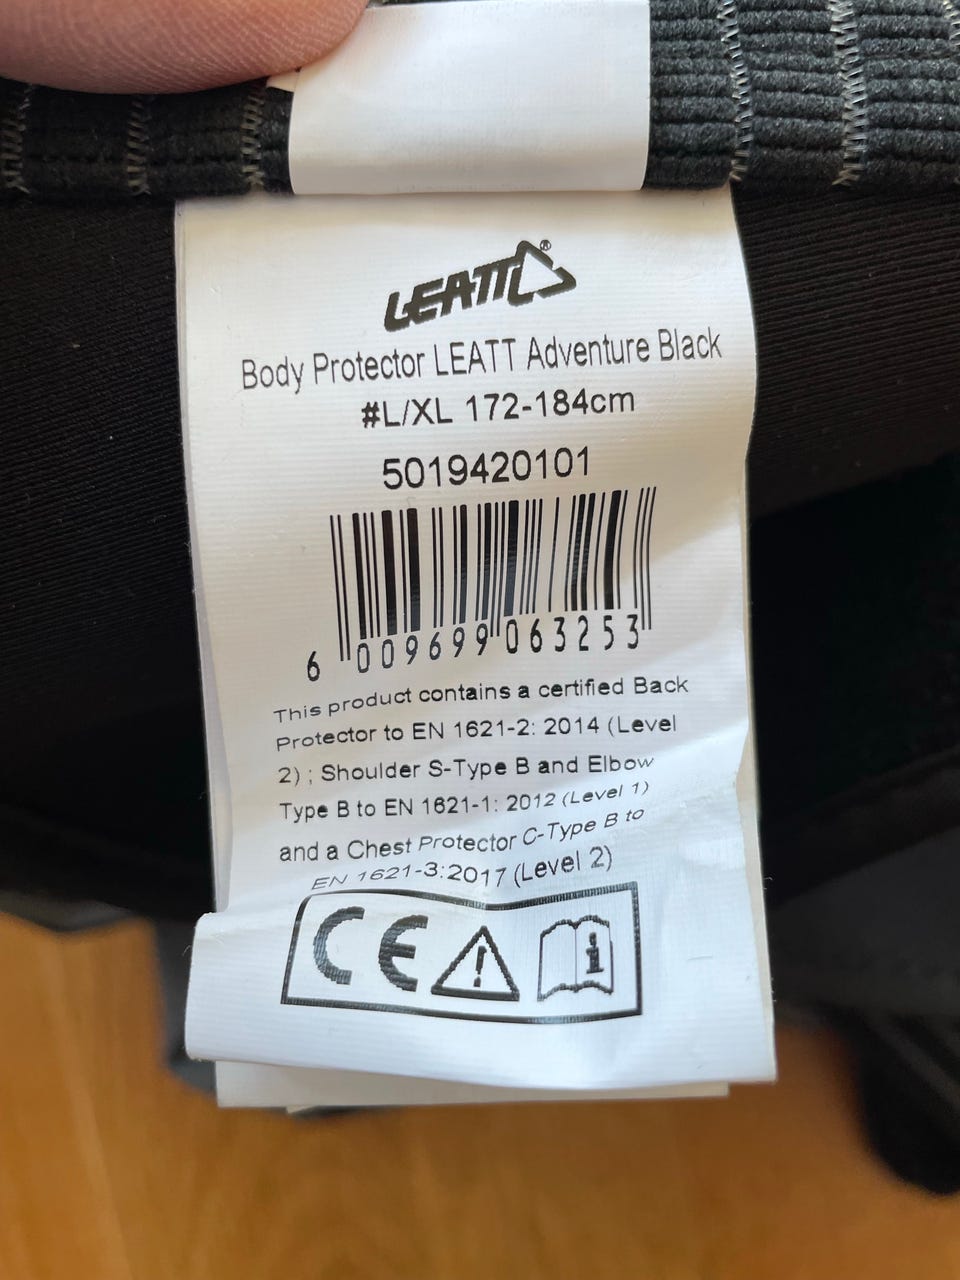 LEATT®
Body Protector LEATT Adventure Black
#L/XL 172-184cm
5019420101
6 009699 063253
This product contains a certified Back
Protector to EN 1621-2: 2014 (Level
2) ; Shoulder S-Type B and Elbow
Type B to EN 1621-1: 2012 (Level 1)
and a Chest Protector C-Type B to
EN 1621-3:2017 (Level 2)
CE ! i